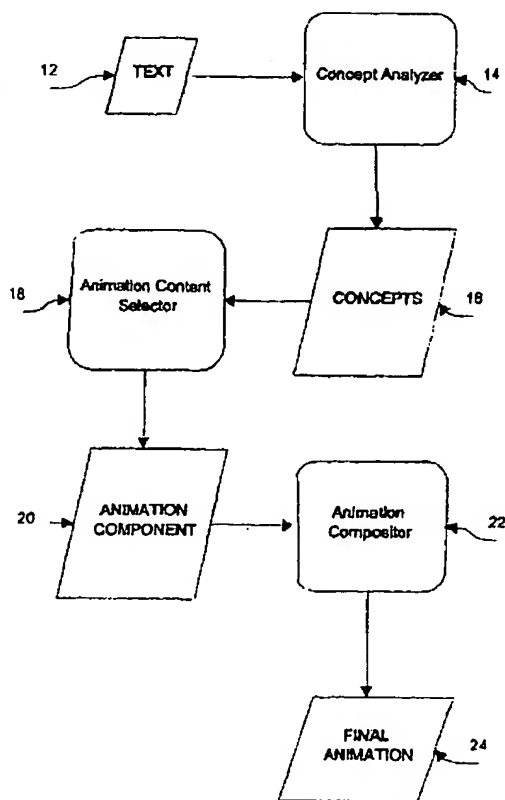 12
TEXT
Concept Analyzer
14
18
Animation Content
Selector
CONCEPTS
16
20
ANIMATION
COMPONENT
Animation
Compositor
22
FINAL
ANIMATION
24